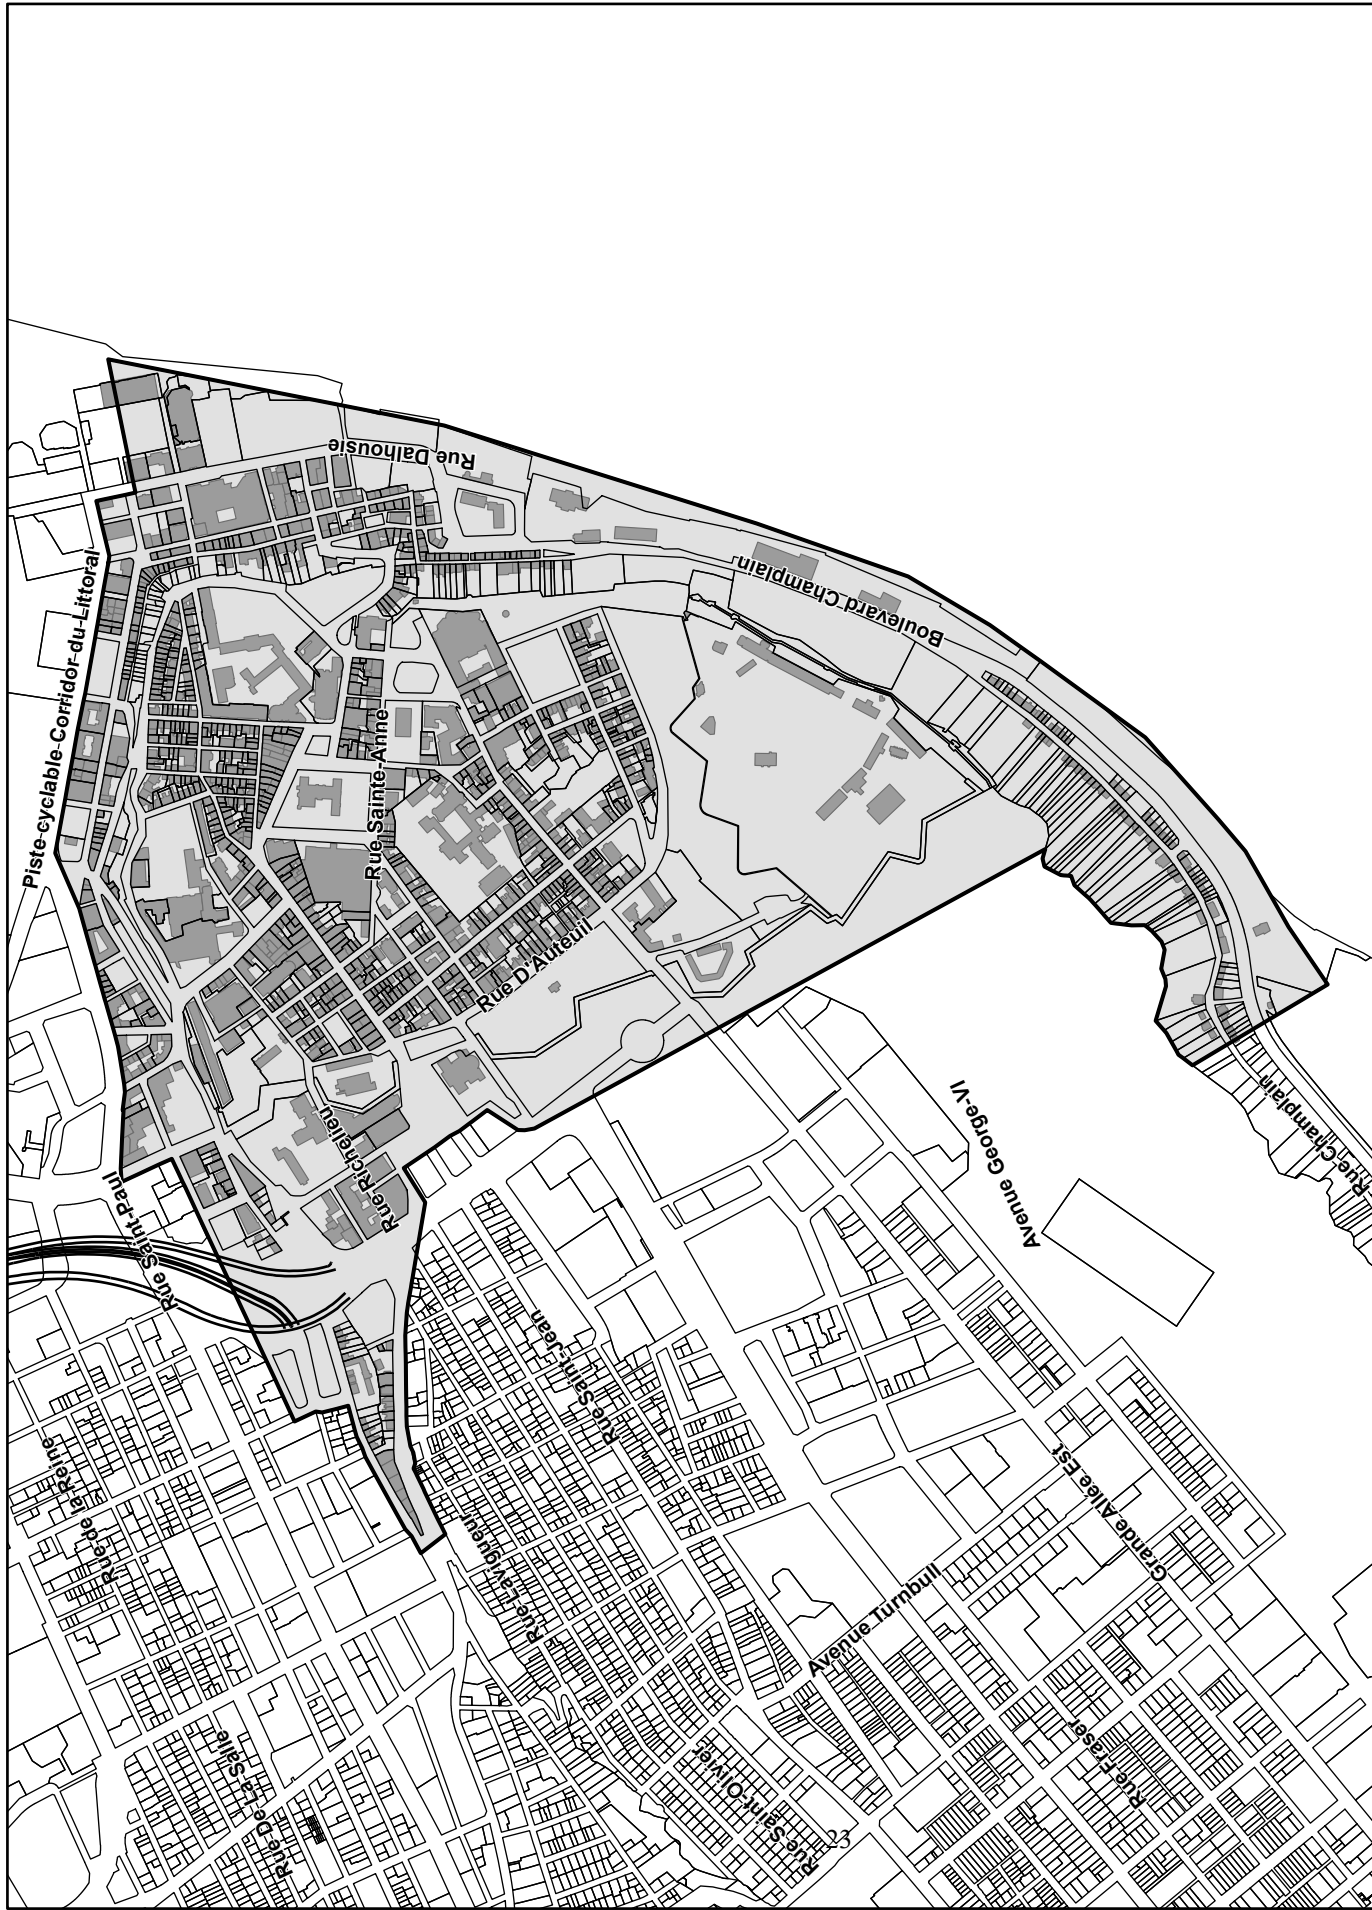 Piste cyclable Corridor du Littoral
Rue Dalhousie
Boulevard Champlain
Rue Sainte-Anne
Rue D'Auteuil
Rue Richelieu
Rue Saint-Paul
Avenue George-VI
Rue Champlain
Rue Saint-Jean
Rue de la Reine
Rue Lavigueur
Grande Allée Est
Avenue Turnbull
Rue De La Salle
Rue Saint-Olivier
Rue Fraser
23